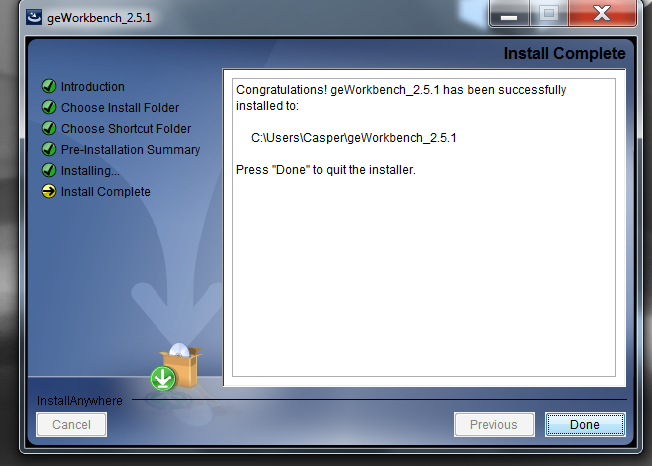 geWorkbench_2.5.1
Install Complete
Introduction
Choose Install Folder
Choose Shortcut Folder
Pre-Installation Summary
Installing...
Install Complete
Congratulations! geWorkbench_2.5.1 has been successfully
installed to:
C:\Users\Casper\geWorkbench_2.5.1
Press "Done" to quit the installer.
InstallAnywhere
Cancel
Previous
Done